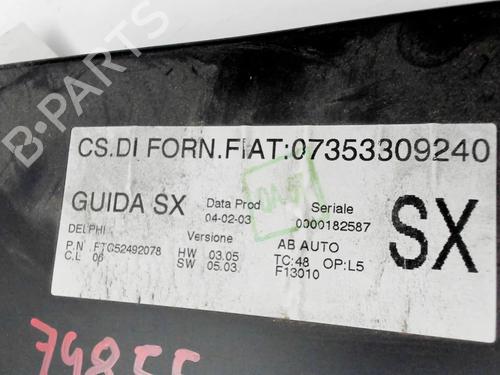 B-PARTS
CS.DI FORN.FIAT:07353309240
GUIDA SX
Data Prod
04-02-03
Seriale
0000182587
SX
DELPHI
P.N FTG52492078
C.L 06
Versione
HW 03.05
SW 05.03
AB AUTO
TC:48 OP:L5
F13010